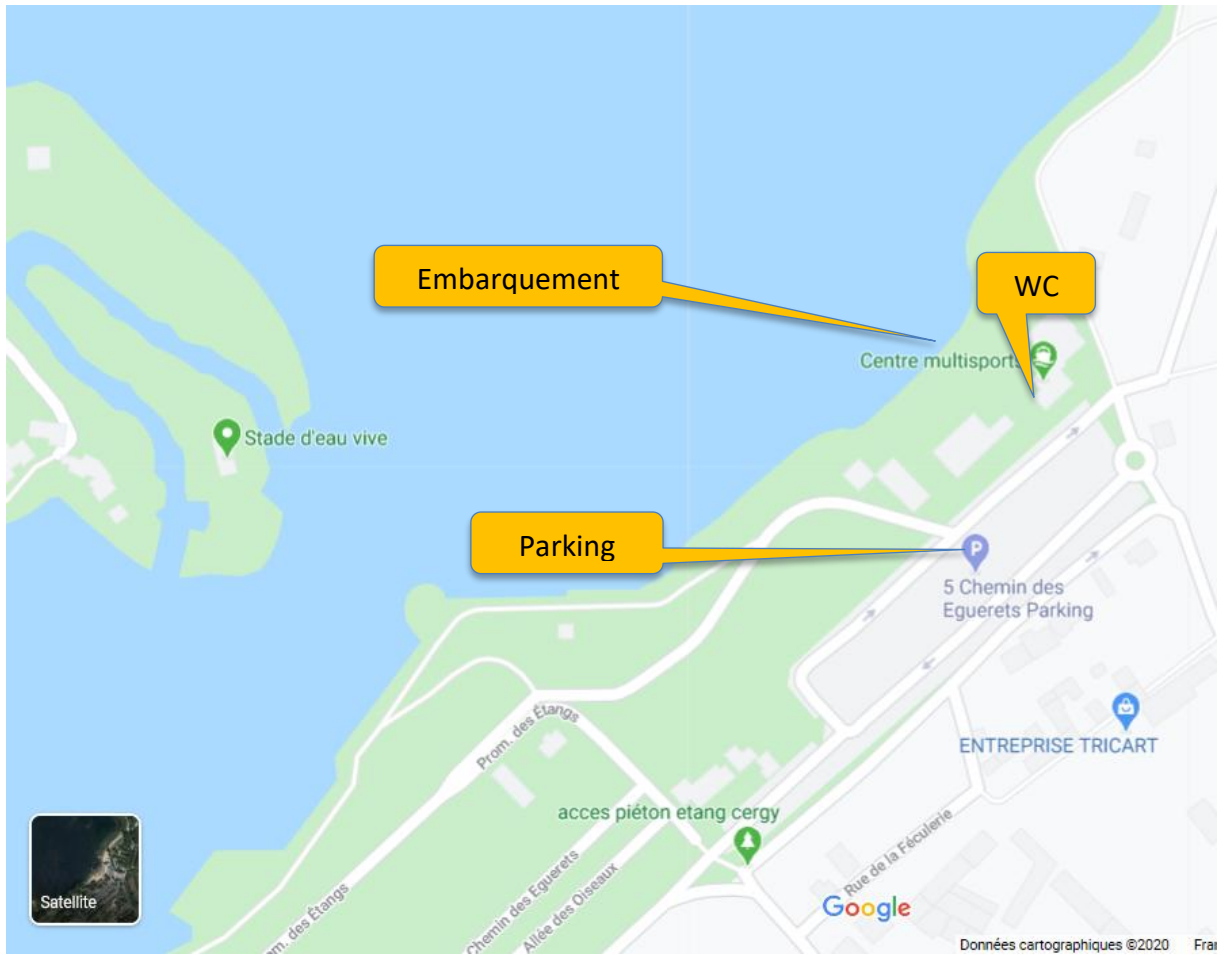 Embarquement
WC
Centre multisports
Stade d'eau vive
Parking
P
5 Chemin des
Eguerets Parking
Prom. des Étangs
ENTREPRISE TRICART
acces piéton etang cergy
Rue de la Féculerie
Chemin des Eguerets
Allée des Oiseaux
m. des Étangs
Satellite
Google
Données cartographiques ©2020 Fran